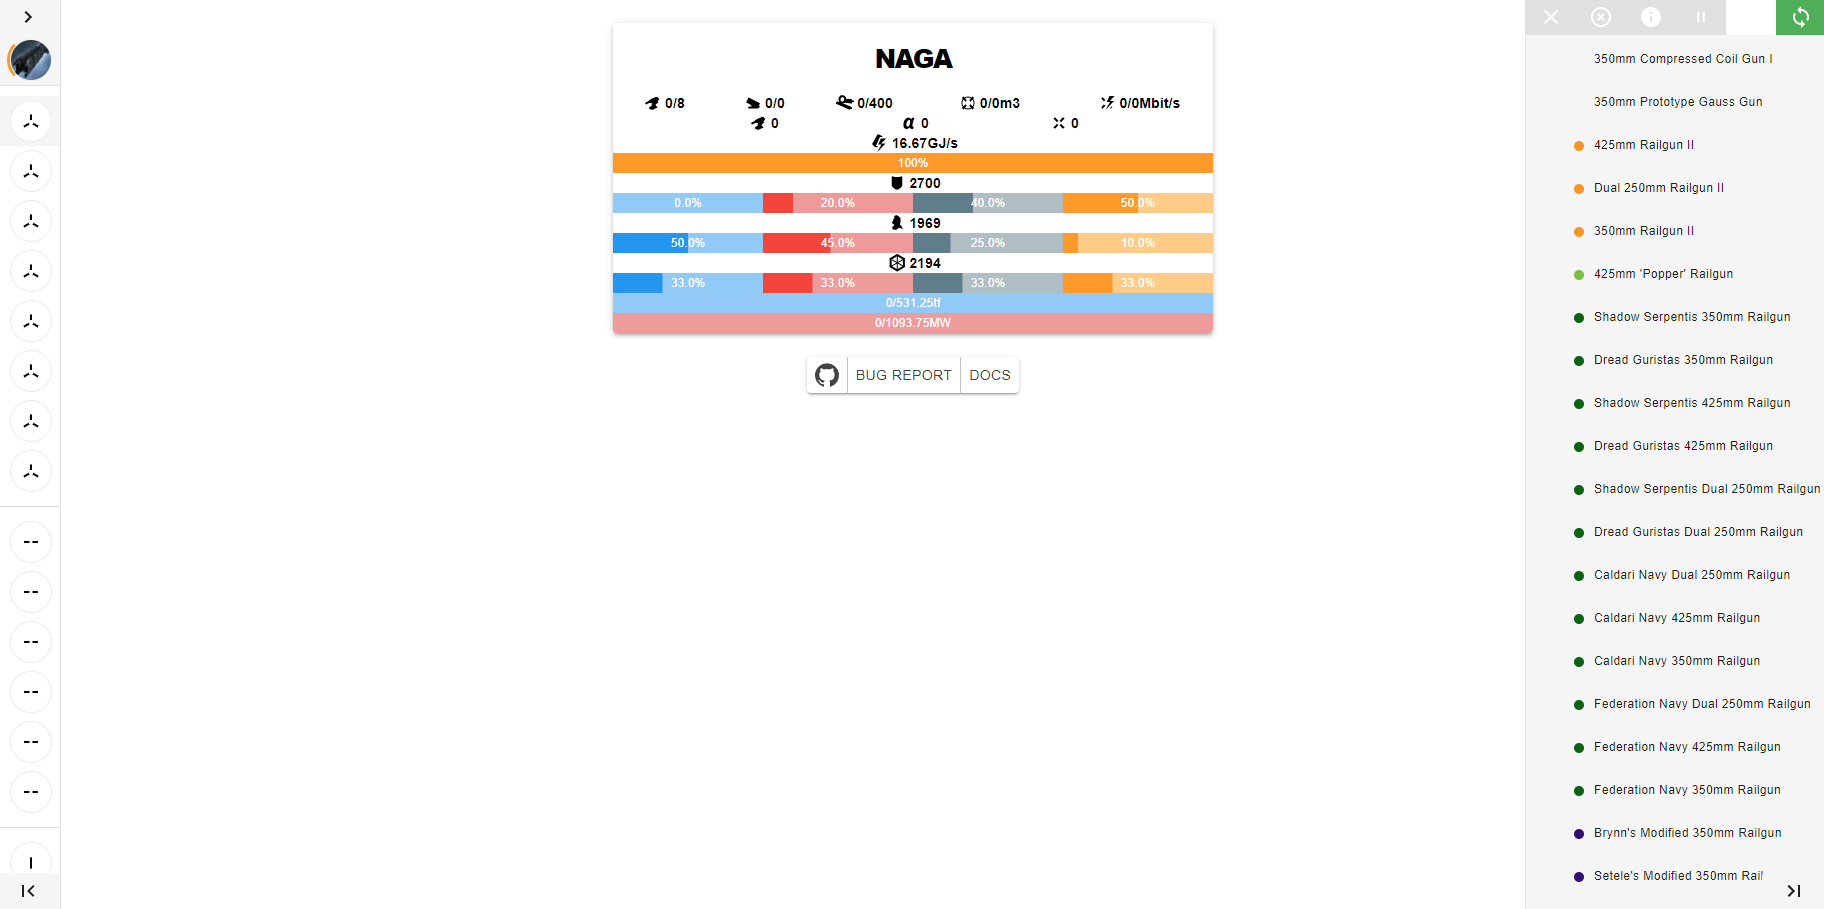 NAGA
0/8 0/0 0/400 0/0m3 0/0Mbit/s
0 α 0 0
16.67GJ/s
100%
2700
0.0% 20.0% 40.0% 50.0%
1969
50.0% 45.0% 25.0% 10.0%
2194
33.0% 33.0% 33.0% 33.0%
0/531.25tf
0/1093.75MW
BUG REPORT DOCS
350mm Compressed Coil Gun I
350mm Prototype Gauss Gun
425mm Railgun II
Dual 250mm Railgun II
350mm Railgun II
425mm 'Popper' Railgun
Shadow Serpentis 350mm Railgun
Dread Guristas 350mm Railgun
Shadow Serpentis 425mm Railgun
Dread Guristas 425mm Railgun
Shadow Serpentis Dual 250mm Railgun
Dread Guristas Dual 250mm Railgun
Caldari Navy Dual 250mm Railgun
Caldari Navy 425mm Railgun
Caldari Navy 350mm Railgun
Federation Navy Dual 250mm Railgun
Federation Navy 425mm Railgun
Federation Navy 350mm Railgun
Brynn's Modified 350mm Railgun
Setele's Modified 350mm Rail